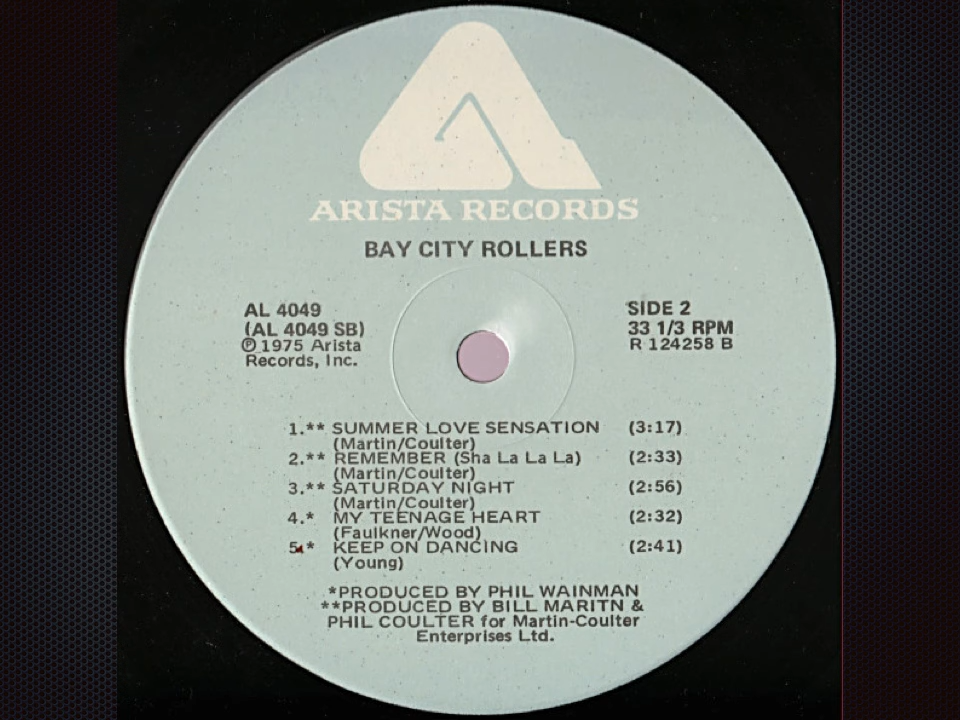 ARISTA RECORDS
BAY CITY ROLLERS
AL 4049
(AL 4049 SB)
℗ 1975 Arista
Records, Inc.
SIDE 2
33 1/3 RPM
R 124258 B
1.** SUMMER LOVE SENSATION (3:17)
(Martin/Coulter)
2.** REMEMBER (Sha La La La) (2:33)
(Martin/Coulter)
3.** SATURDAY NIGHT (2:56)
(Martin/Coulter)
4.* MY TEENAGE HEART (2:32)
(Faulkner/Wood)
5.* KEEP ON DANCING (2:41)
(Young)
*PRODUCED BY PHIL WAINMAN
**PRODUCED BY BILL MARITN &
PHIL COULTER for Martin-Coulter
Enterprises Ltd.